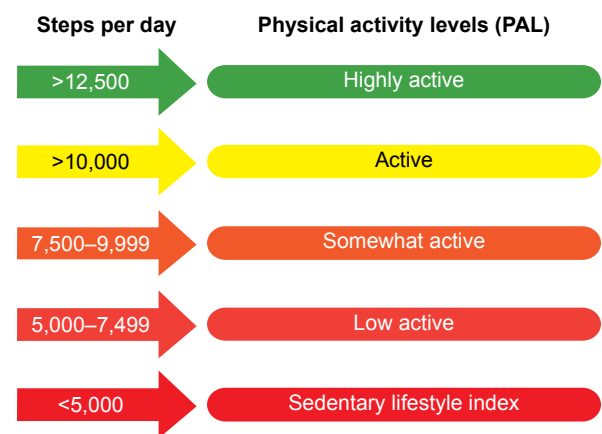 Steps per day Physical activity levels (PAL)
>12,500 Highly active
>10,000 Active
7,500–9,999 Somewhat active
5,000–7,499 Low active
<5,000 Sedentary lifestyle index